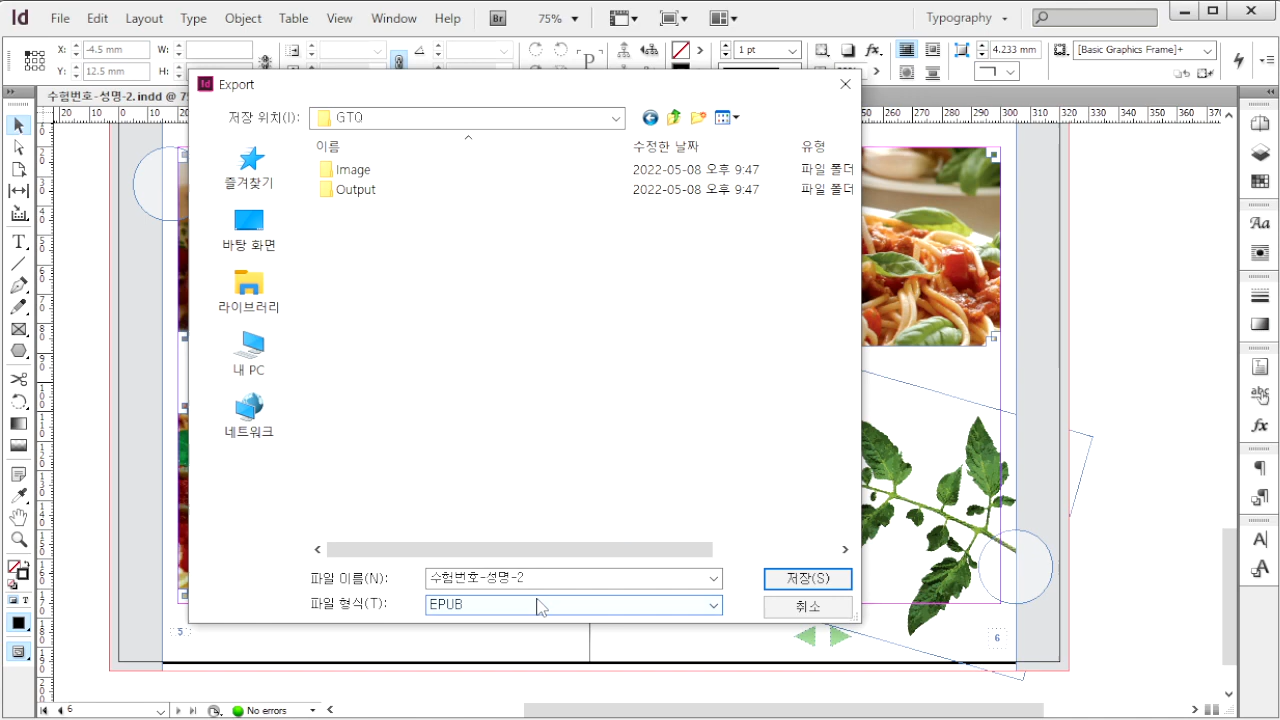 Id File Edit Layout Type Object Table View Window Help Br 75% Typography
X: -4.5 mm W: 1 pt 4.233 mm [Basic Graphics Frame]+
Y: 12.5 mm H:
Id Export
수험번호-성명-2.indd @
저장 위치(I): GTQ
이름 수정한 날짜 유형
Image 2022-05-08 오후 9:47 파일 폴더
Output 2022-05-08 오후 9:47 파일 폴더
즐겨찾기
바탕 화면
라이브러리
내 PC
네트워크
파일 이름(N): 수험번호-성명-2 저장(S)
파일 형식(T): EPUB 취소
5 6
6 No errors